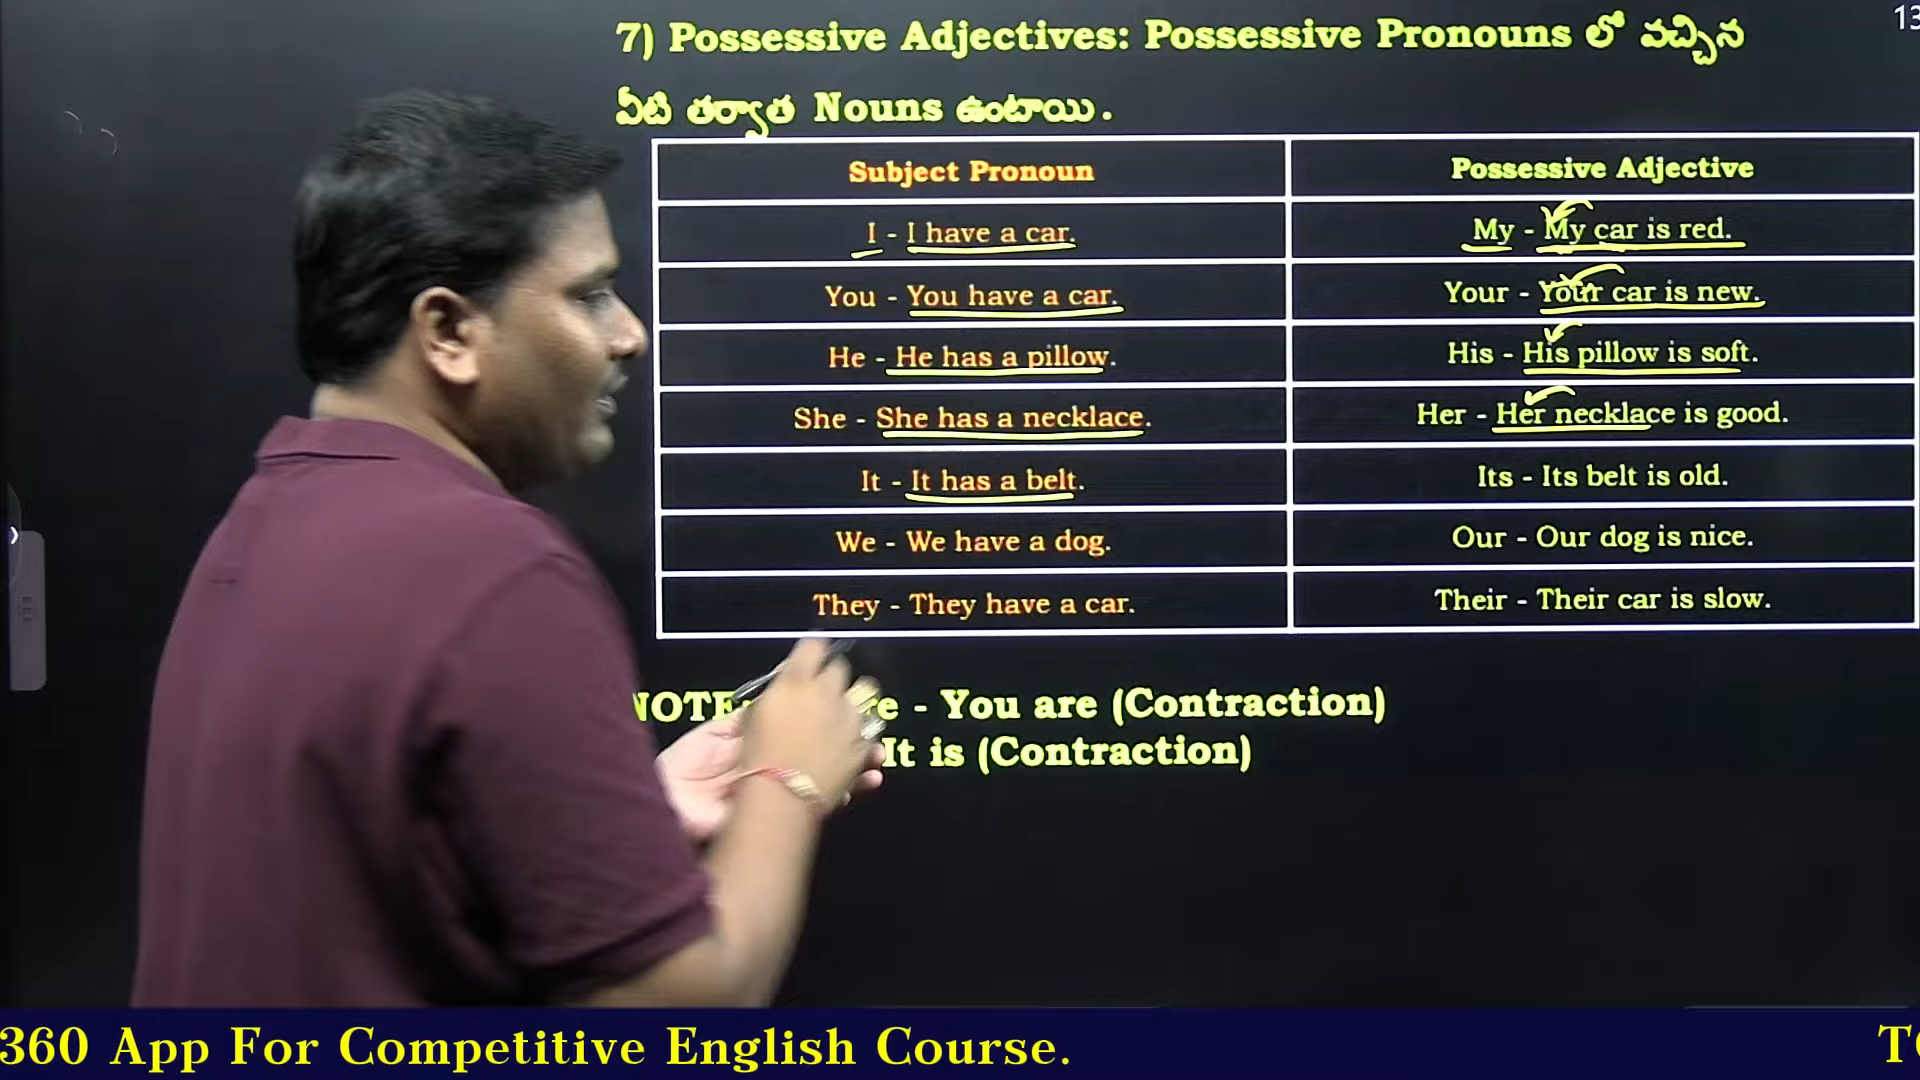 13
7) Possessive Adjectives: Possessive Pronouns లో వచ్చిన
వీటి తర్వాత Nouns ఉంటాయి.
Subject Pronoun
Possessive Adjective
I - I have a car.
My - My car is red.
You - You have a car.
Your - Your car is new.
He - He has a pillow.
His - His pillow is soft.
She - She has a necklace.
Her - Her necklace is good.
It - It has a belt.
Its - Its belt is old.
We - We have a dog.
Our - Our dog is nice.
They - They have a car.
Their - Their car is slow.
NOTE: - You are (Contraction)
It is (Contraction)
360 App For Competitive English Course.